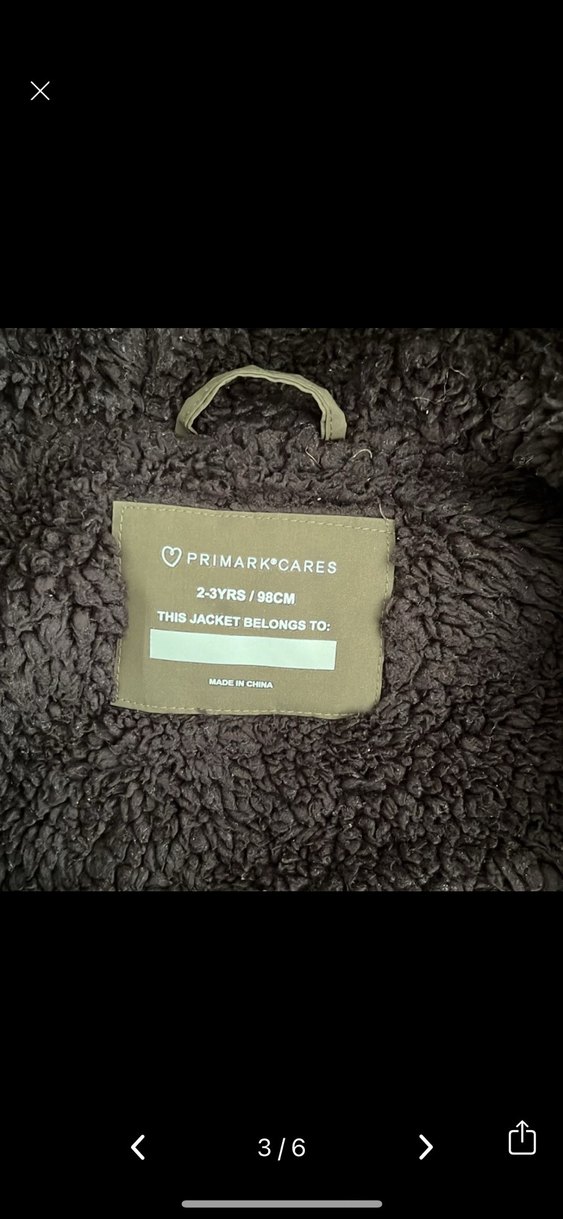 PRIMARK®CARES
2-3YRS / 98CM
THIS JACKET BELONGS TO:
MADE IN CHINA
3/6